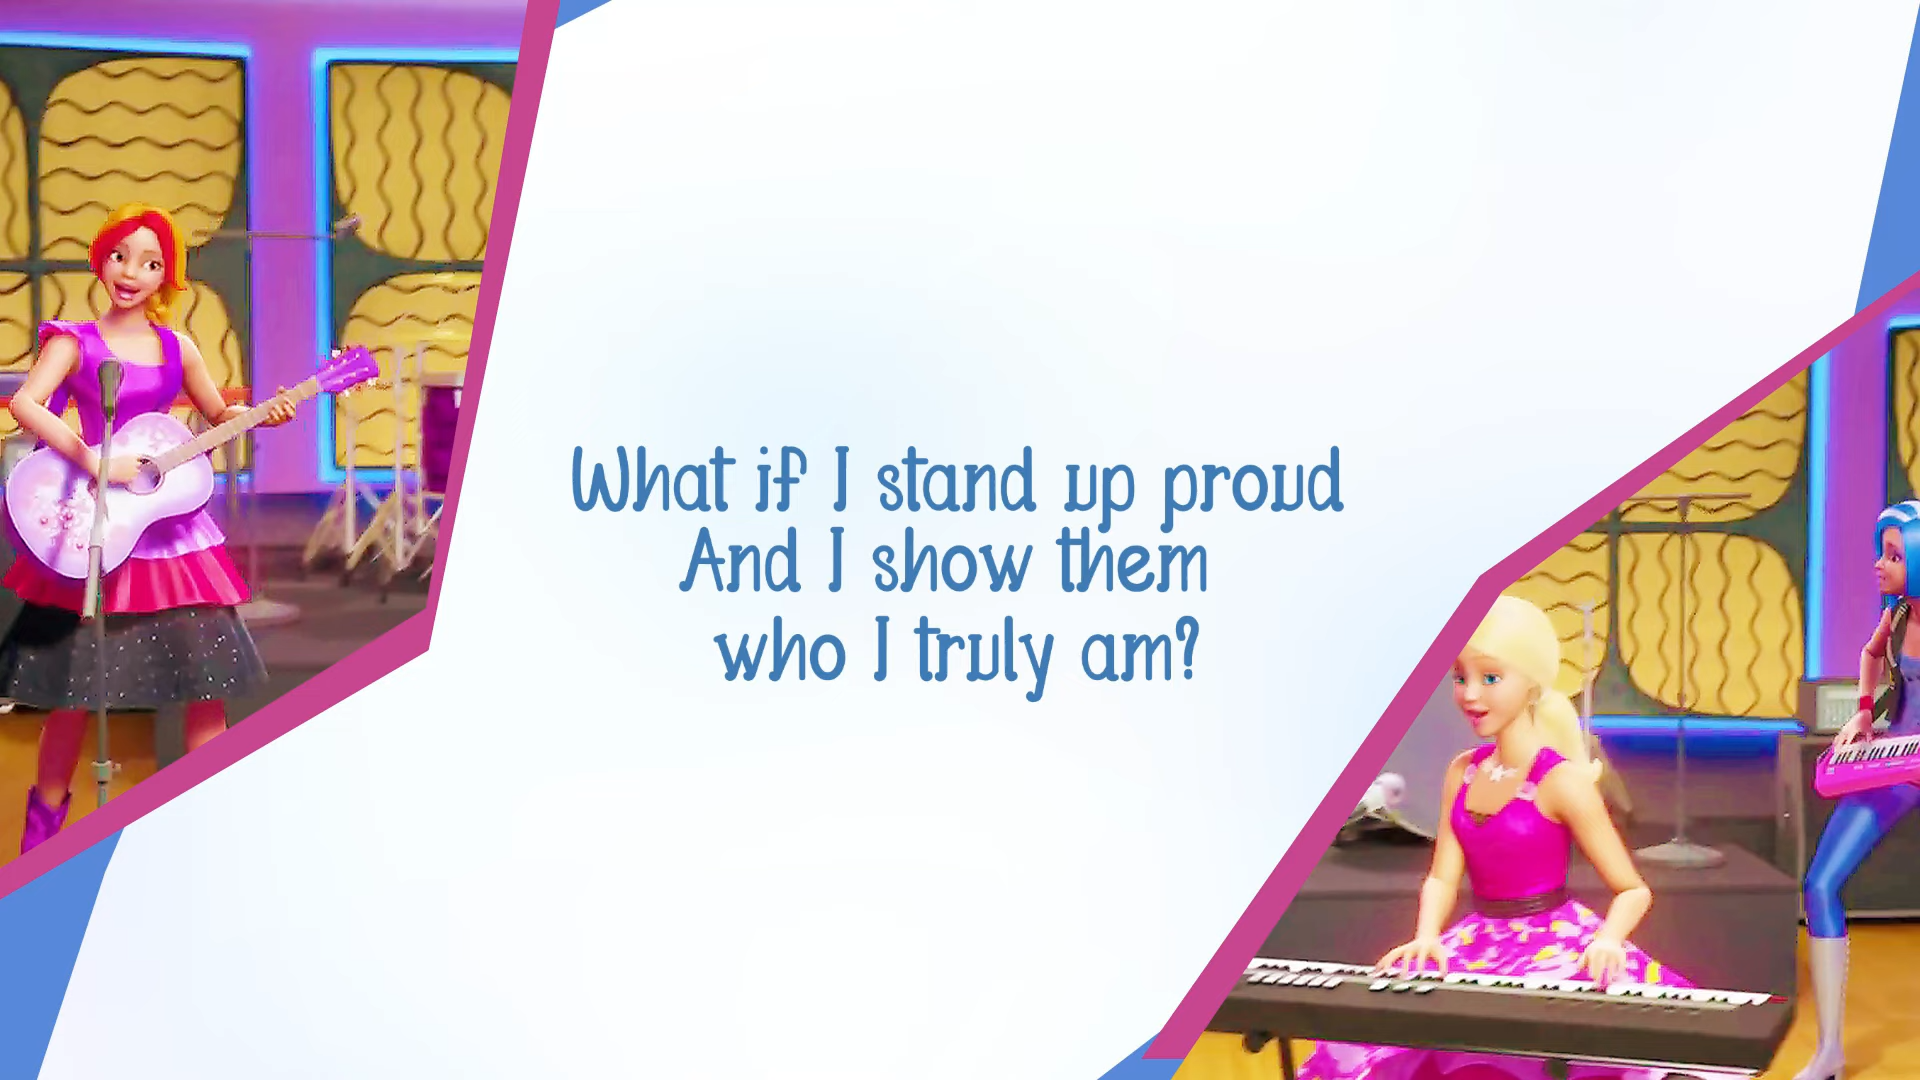 What if I stand up proud
And I show them
who I truly am?